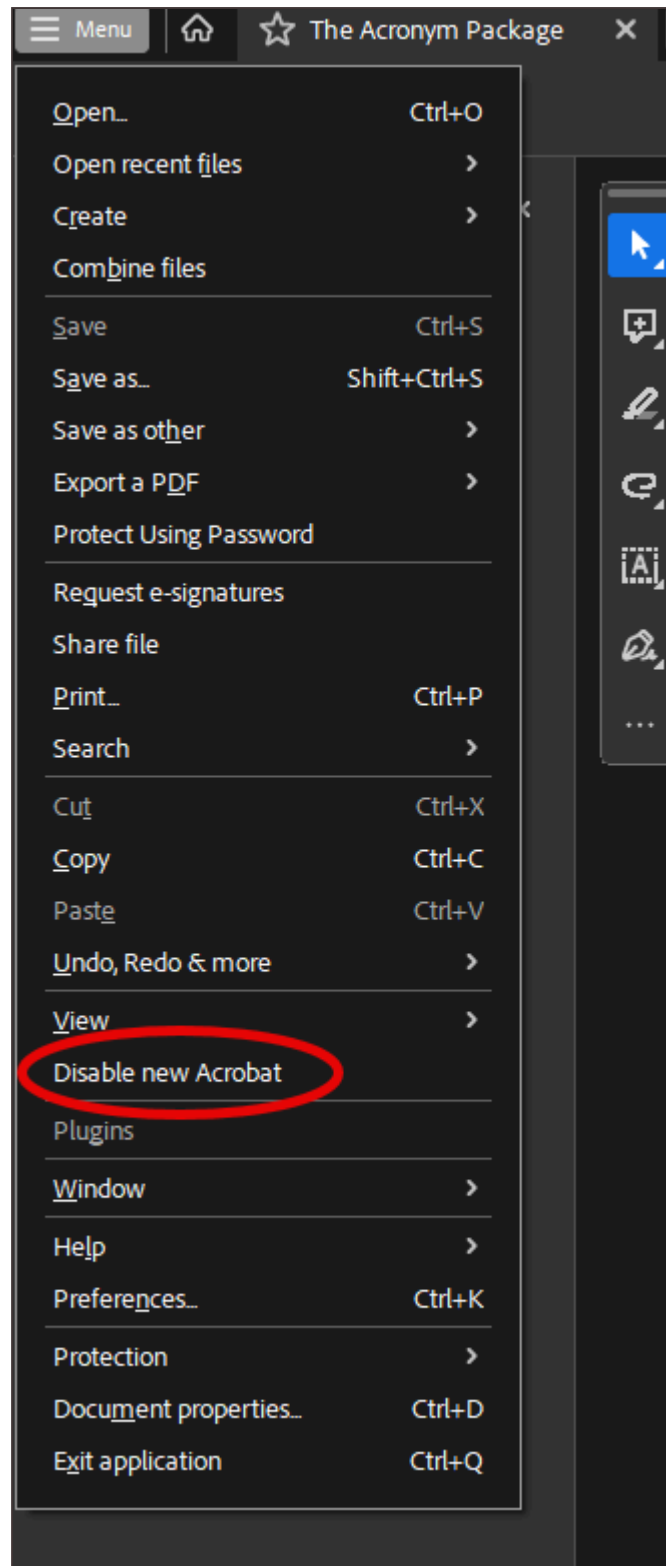 Menu The Acronym Package
Open... Ctrl+O
Open recent files
Create
Combine files
Save Ctrl+S
Save as... Shift+Ctrl+S
Save as other
Export a PDF
Protect Using Password
Request e-signatures
Share file
Print... Ctrl+P
Search
Cut Ctrl+X
Copy Ctrl+C
Paste Ctrl+V
Undo, Redo & more
View
Disable new Acrobat
Plugins
Window
Help
Preferences... Ctrl+K
Protection
Document properties... Ctrl+D
Exit application Ctrl+Q
A